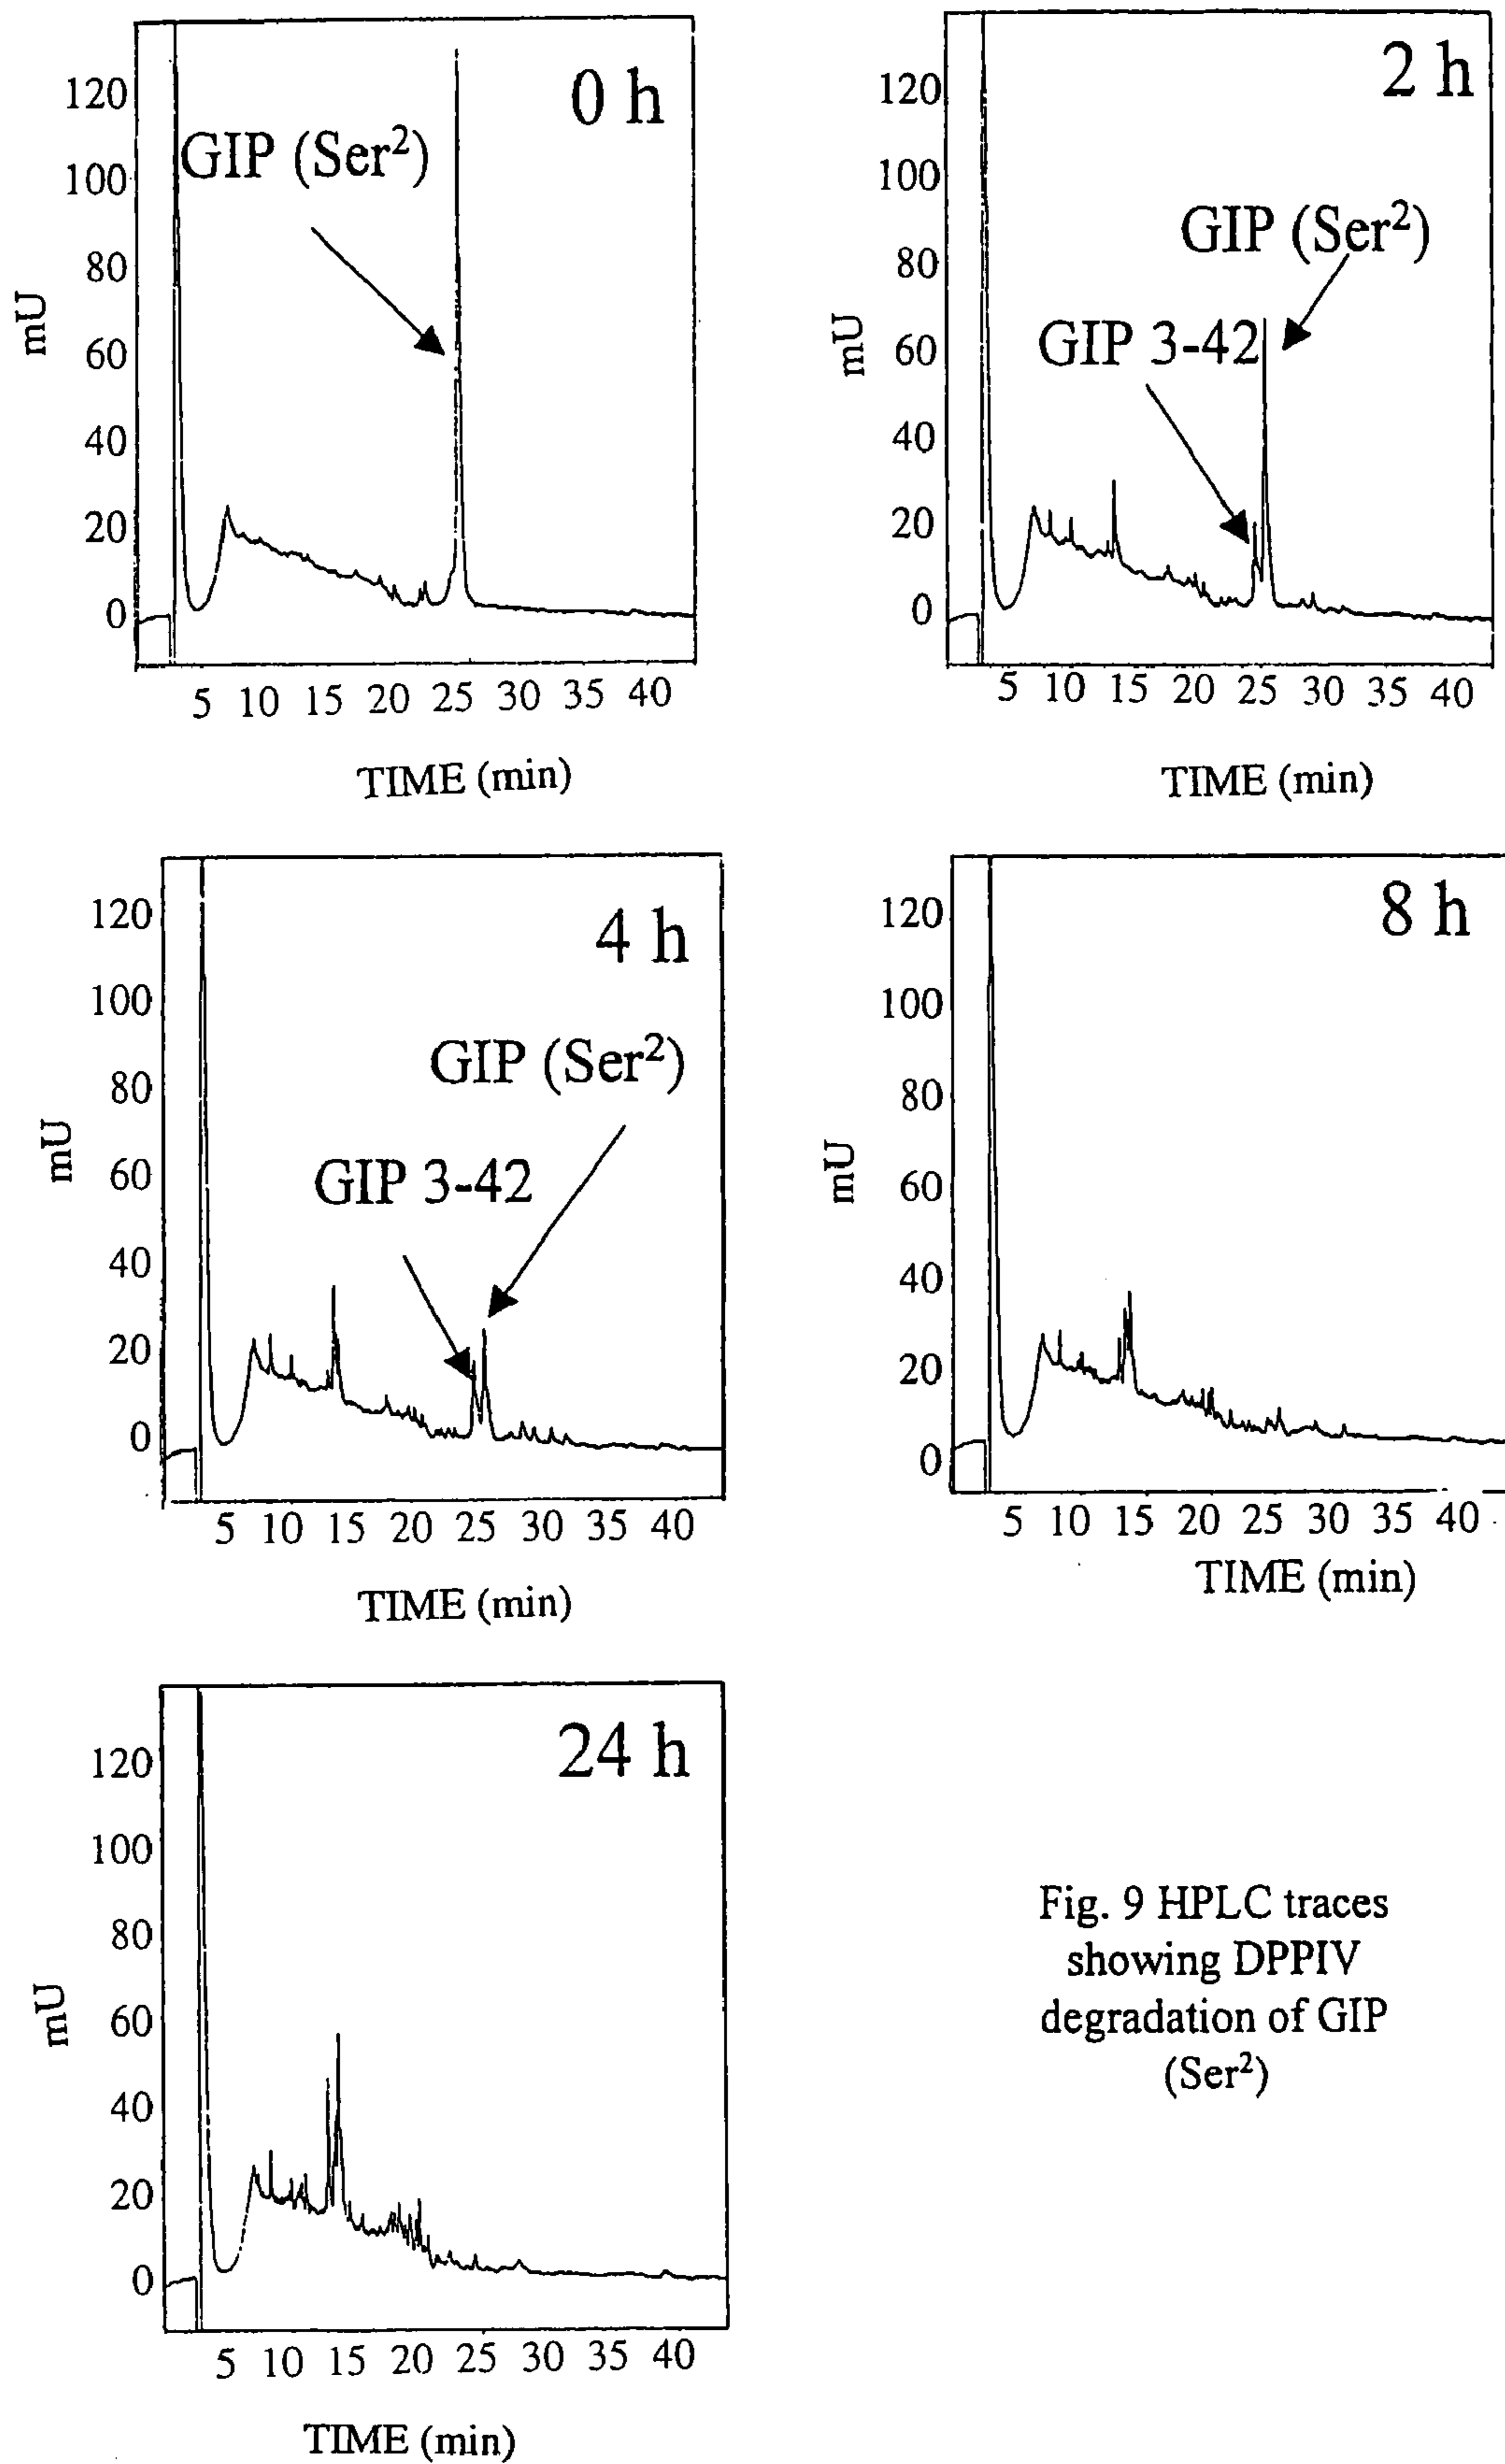 0 h
GIP (Ser²)
120
100
80
60
40
20
0
mU
5 10 15 20 25 30 35 40
TIME (min)
2 h
GIP (Ser²)
GIP 3-42
120
100
80
60
40
20
0
mU
5 10 15 20 25 30 35 40
TIME (min)
4 h
GIP (Ser²)
GIP 3-42
120
100
80
60
40
20
0
mU
5 10 15 20 25 30 35 40
TIME (min)
8 h
120
100
80
60
40
20
0
mU
5 10 15 20 25 30 35 40
TIME (min)
24 h
120
100
80
60
40
20
0
mU
5 10 15 20 25 30 35 40
TIME (min)
Fig. 9 HPLC traces
showing DPPIV
degradation of GIP
(Ser²)